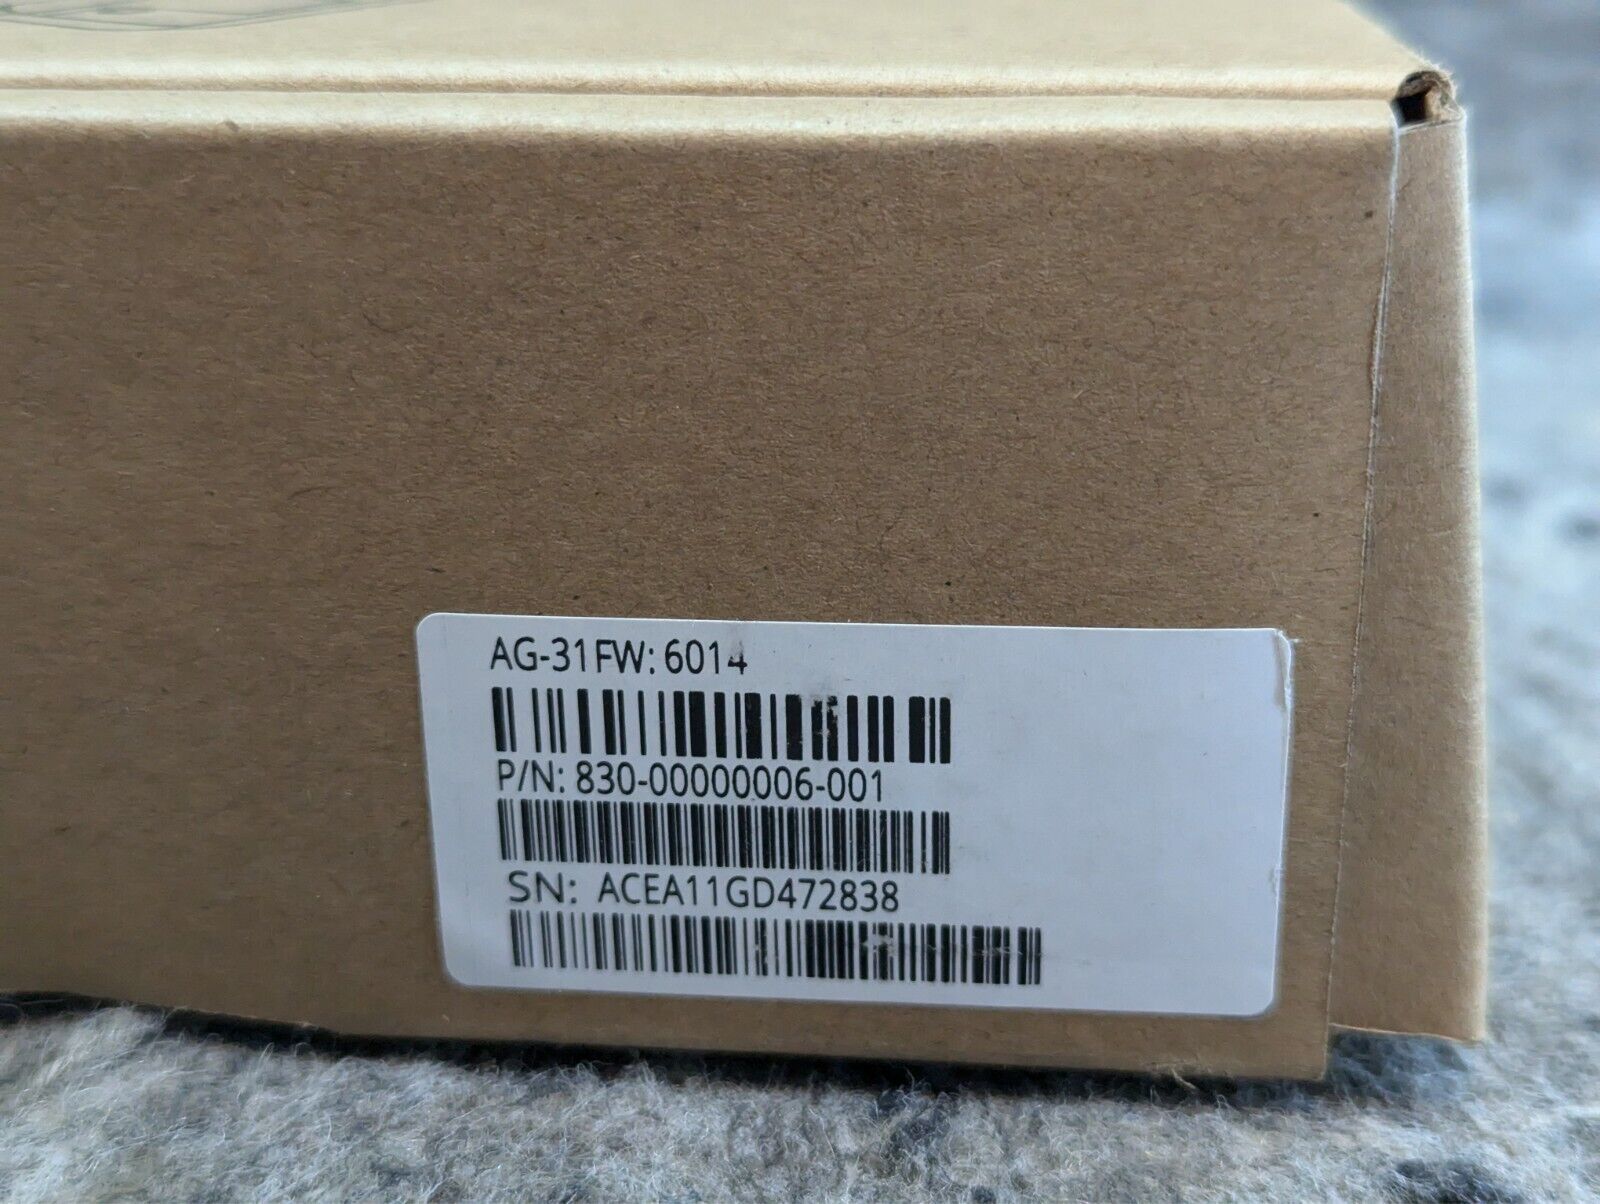 AG-31FW: 6014
P/N: 830-00000006-001
SN: ACEA11GD472838